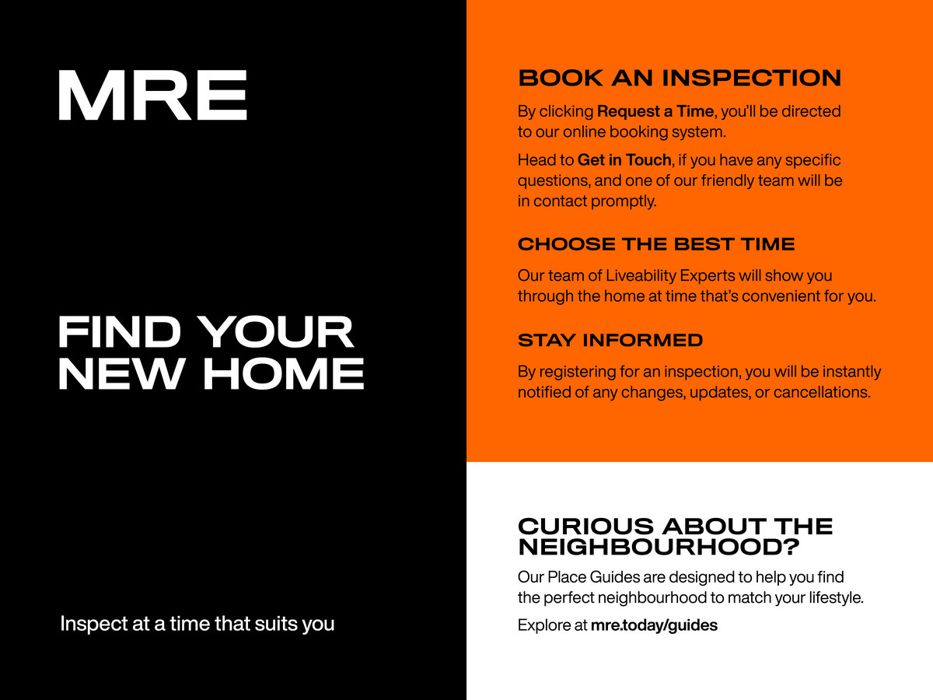 MRE
FIND YOUR
NEW HOME
Inspect at a time that suits you
BOOK AN INSPECTION
By clicking Request a Time, you'll be directed
to our online booking system.
Head to Get in Touch, if you have any specific
questions, and one of our friendly team will be
in contact promptly.
CHOOSE THE BEST TIME
Our team of Liveability Experts will show you
through the home at time that's convenient for you.
STAY INFORMED
By registering for an inspection, you will be instantly
notified of any changes, updates, or cancellations.
CURIOUS ABOUT THE
NEIGHBOURHOOD?
Our Place Guides are designed to help you find
the perfect neighbourhood to match your lifestyle.
Explore at mre.today/guides